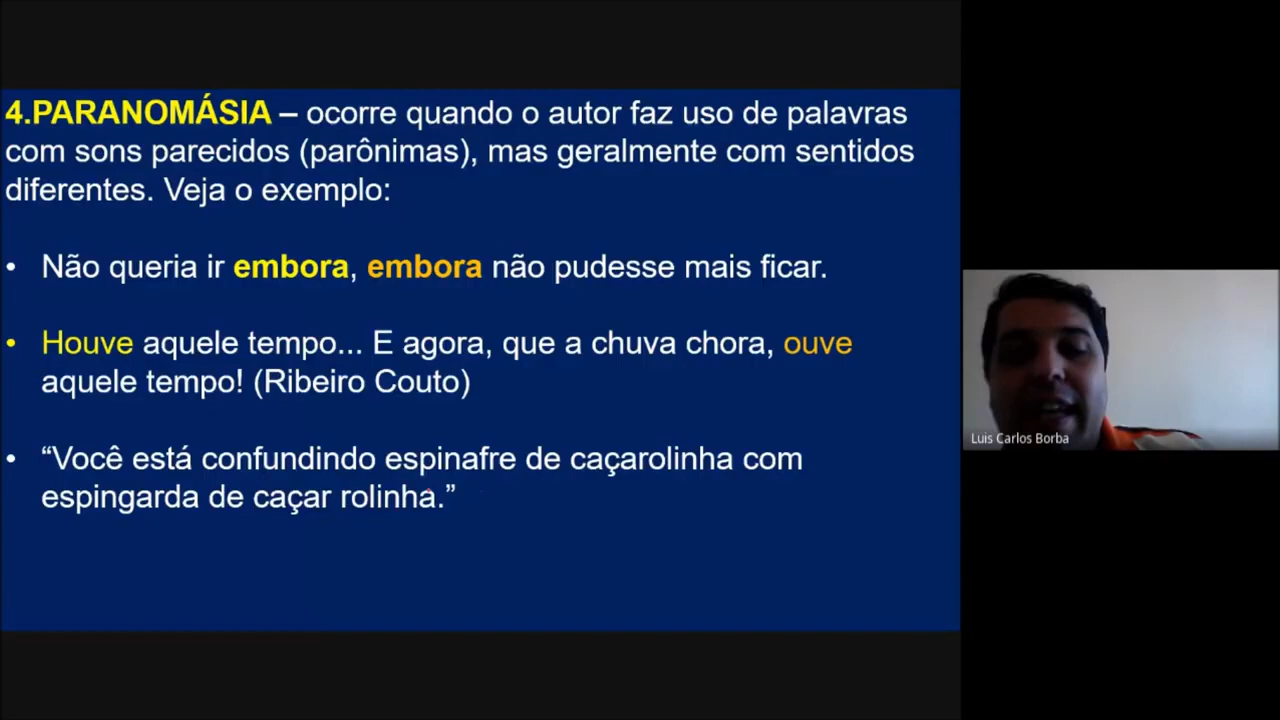 4.PARANOMÁSIA – ocorre quando o autor faz uso de palavras
com sons parecidos (parônimas), mas geralmente com sentidos
diferentes. Veja o exemplo:
• Não queria ir embora, embora não pudesse mais ficar.
• Houve aquele tempo... E agora, que a chuva chora, ouve
aquele tempo! (Ribeiro Couto)
• “Você está confundindo espinafre de caçarolinha com
espingarda de caçar rolinha.”
Luis Carlos Borba